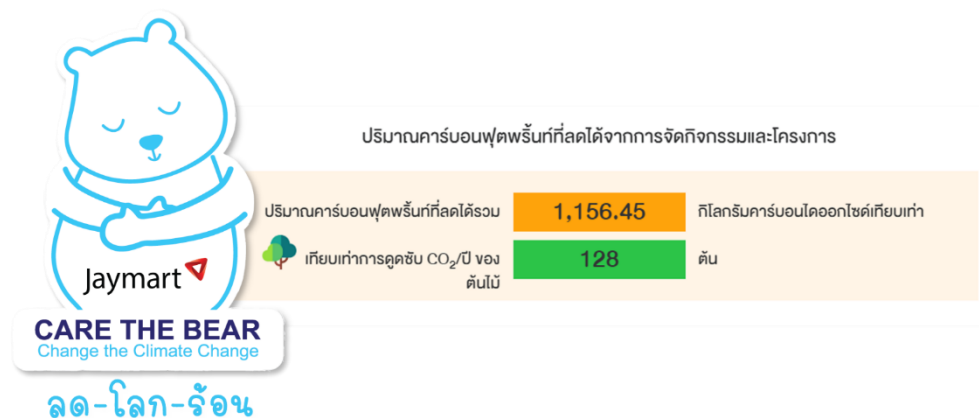 ปริมาณคาร์บอนฟุตพริ้นท์ที่ลดได้จากการจัดกิจกรรมและโครงการ
ปริมาณคาร์บอนฟุตพริ้นท์ที่ลดได้รวม 1,156.45 กิโลกรัมคาร์บอนไดออกไซด์เทียบเท่า
เทียบเท่าการดูดซับ CO₂/ปี ของ
ต้นไม้ 128 ต้น
Jaymart
CARE THE BEAR
Change the Climate Change
ลด-โลก-ร้อน